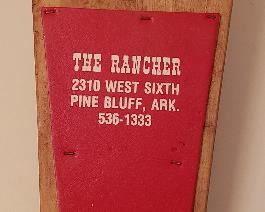 THE RANCHER
2310 WEST SIXTH
PINE BLUFF, ARK.
536-1333